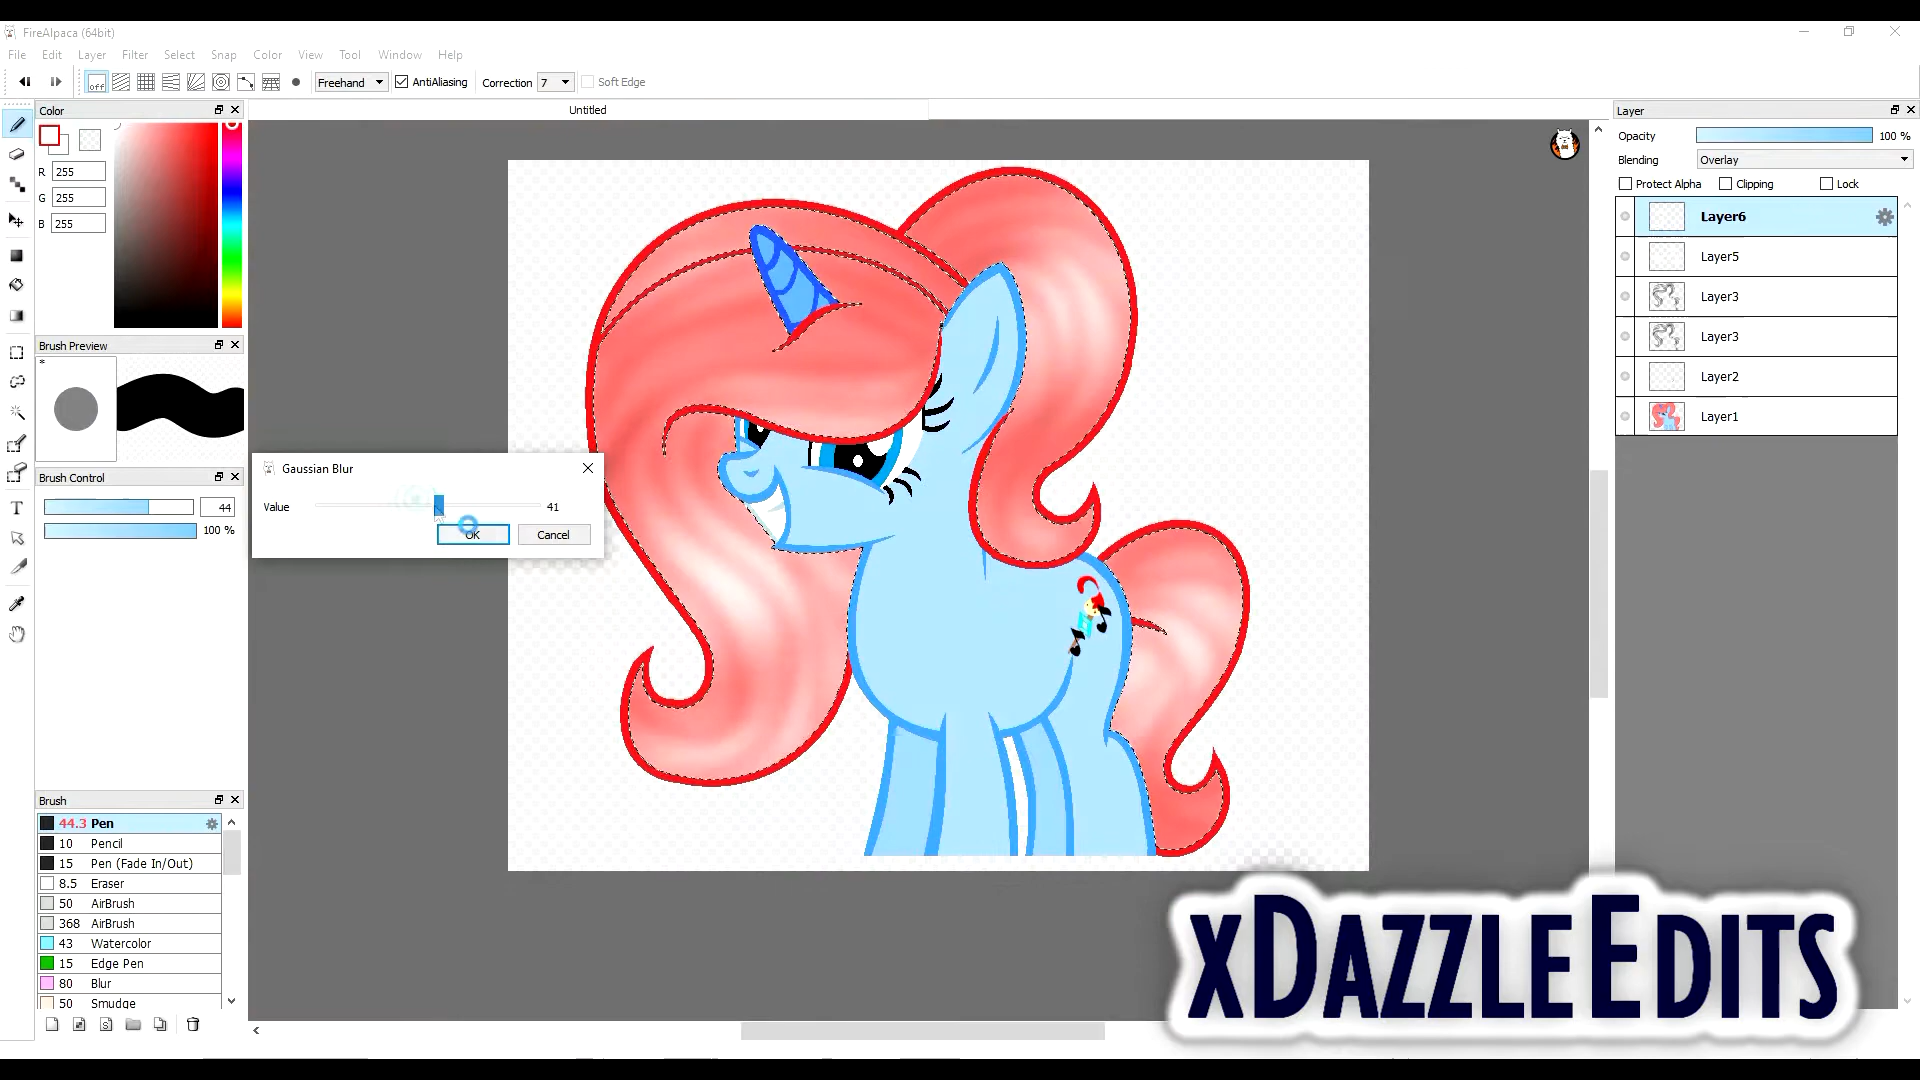 FireAlpaca (64bit)
File Edit Layer Filter Select Snap Color View Tool Window Help
off Freehand AntiAliasing Correction 7 Soft Edge
Untitled
Color
R 255
G 255
B 255
Brush Preview
*
Brush Control
44
100 %
Brush
44.3 Pen
10 Pencil
15 Pen (Fade In/Out)
8.5 Eraser
50 AirBrush
368 AirBrush
43 Watercolor
15 Edge Pen
80 Blur
50 Smudge
Gaussian Blur
Value 41
OK Cancel
Layer
Opacity 100 %
Blending Overlay
Protect Alpha Clipping Lock
Layer6
Layer5
Layer3
Layer3
Layer2
Layer1
xDazzleEdits